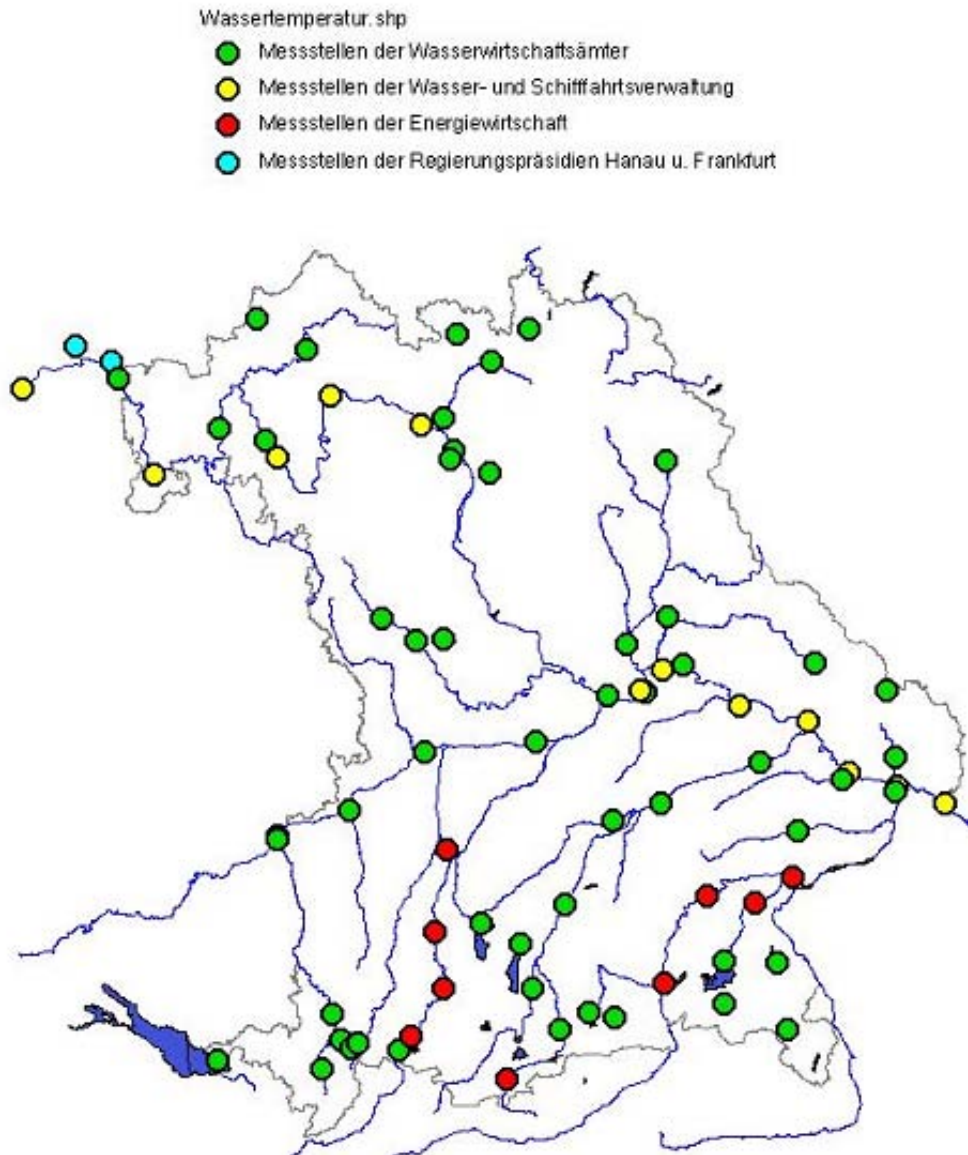 Wassertemperatur.shp
Messstellen der Wasserwirtschaftsämter
Messstellen der Wasser- und Schifffahrtsverwaltung
Messstellen der Energiewirtschaft
Messstellen der Regierungspräsidien Hanau u. Frankfurt